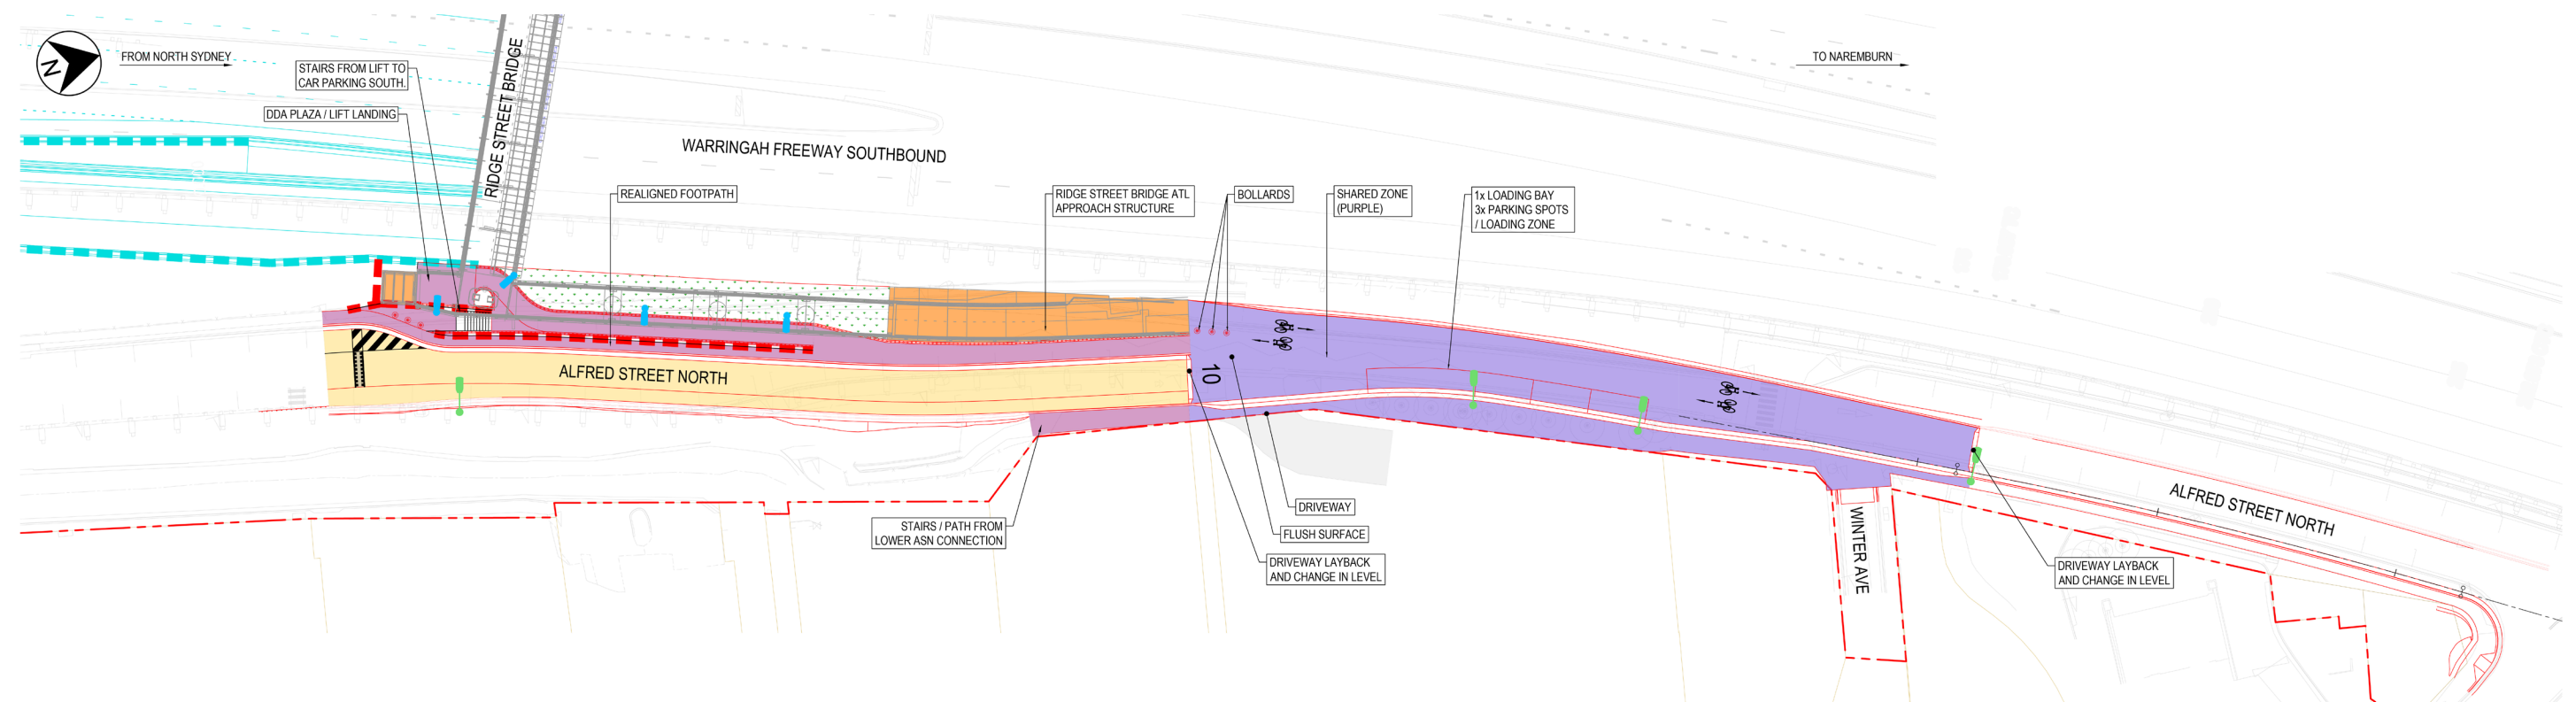 N
FROM NORTH SYDNEY
STAIRS FROM LIFT TO
CAR PARKING SOUTH.
DDA PLAZA / LIFT LANDING
RIDGE STREET BRIDGE
WARRINGAH FREEWAY SOUTHBOUND
TO NAREMBURN
REALIGNED FOOTPATH
RIDGE STREET BRIDGE ATL
APPROACH STRUCTURE
BOLLARDS
SHARED ZONE
(PURPLE)
1x LOADING BAY
3x PARKING SPOTS
/ LOADING ZONE
ALFRED STREET NORTH
10
STAIRS / PATH FROM
LOWER ASN CONNECTION
DRIVEWAY
FLUSH SURFACE
DRIVEWAY LAYBACK
AND CHANGE IN LEVEL
WINTER AVE
ALFRED STREET NORTH
DRIVEWAY LAYBACK
AND CHANGE IN LEVEL